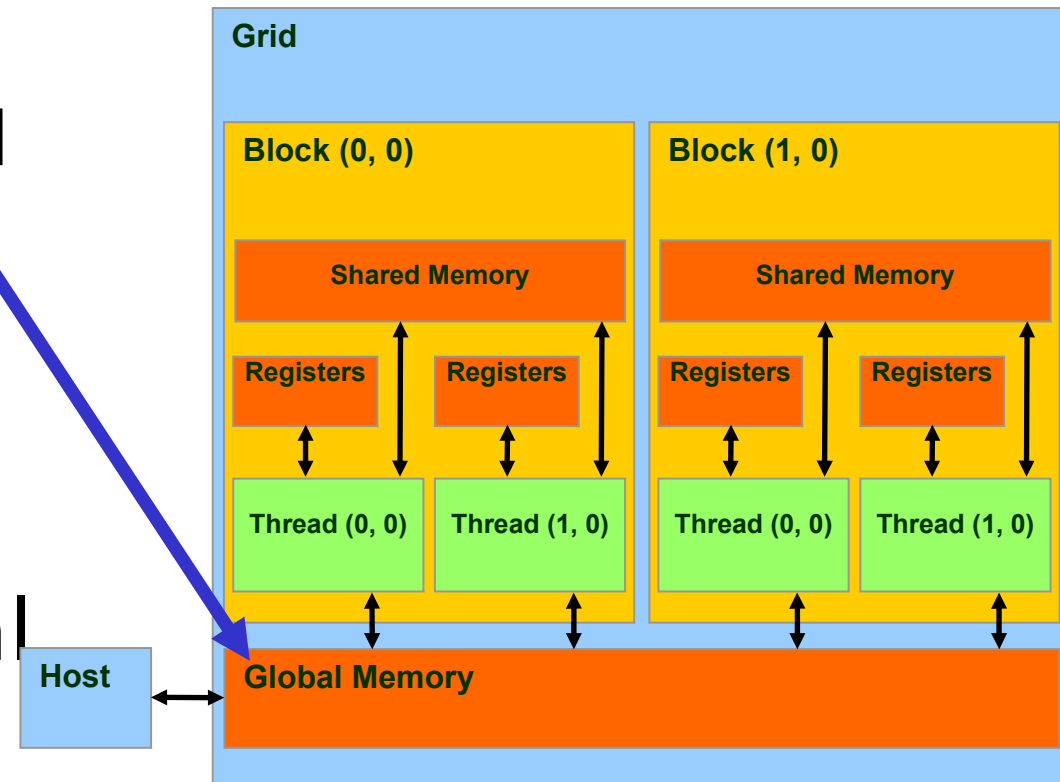 Grid
Block (0, 0)
Block (1, 0)
Shared Memory
Shared Memory
Registers
Registers
Registers
Registers
Thread (0, 0)
Thread (1, 0)
Thread (0, 0)
Thread (1, 0)
Host
Global Memory